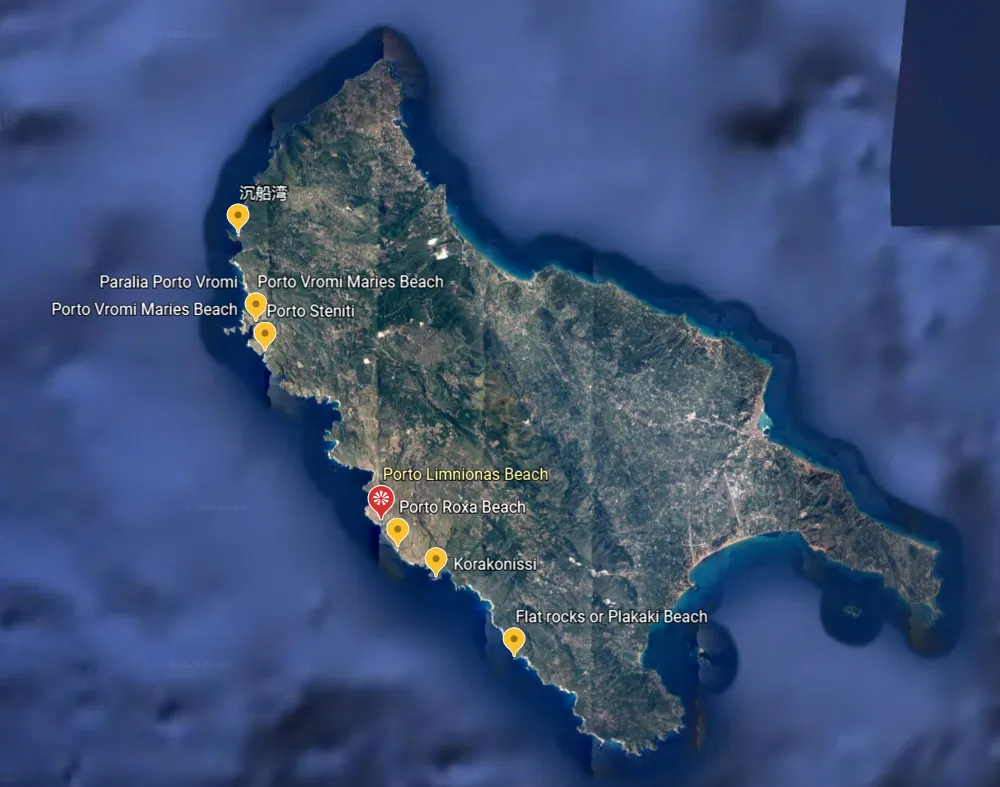 沉船湾
Paralia Porto Vromi
Porto Vromi Maries Beach
Porto Vromi Maries Beach
Porto Steniti
Porto Limnionas Beach
Porto Roxa Beach
Korakonissi
Flat rocks or Plakaki Beach